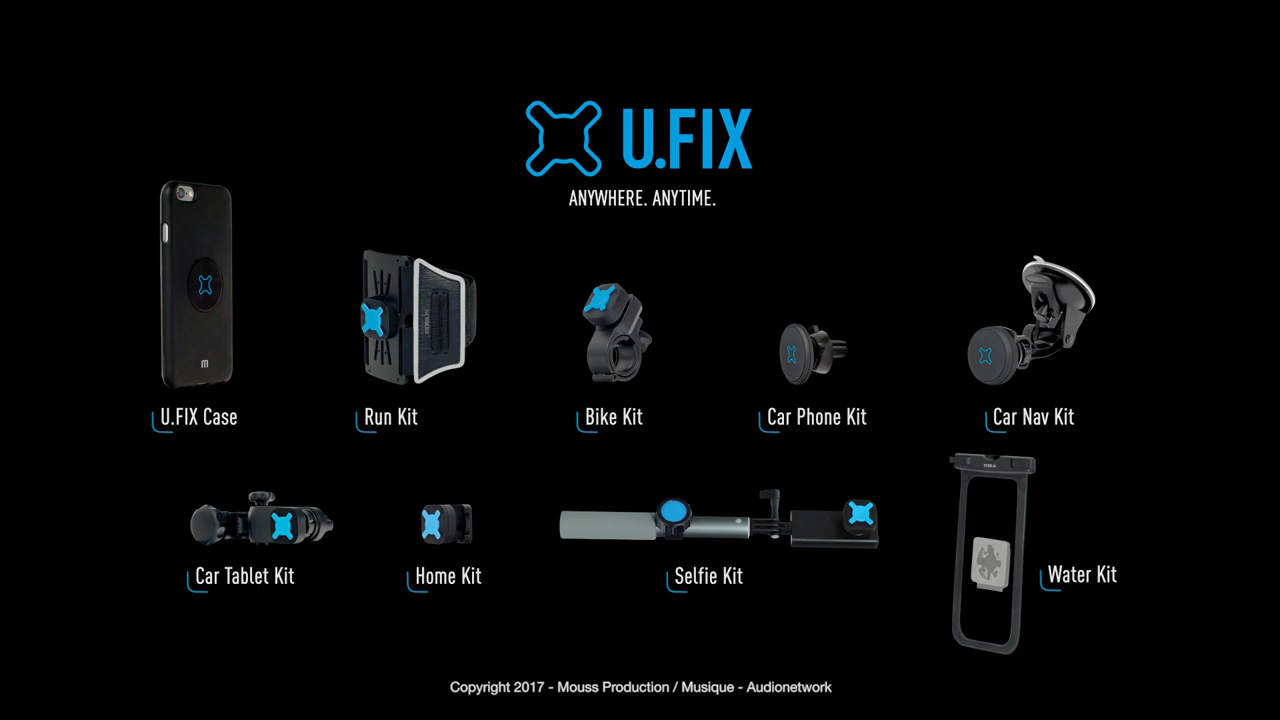 U.FIX
ANYWHERE. ANYTIME.
U.FIX Case
Run Kit
Bike Kit
Car Phone Kit
Car Nav Kit
Car Tablet Kit
Home Kit
Selfie Kit
Water Kit
Copyright 2017 - Mouss Production / Musique - Audionetwork